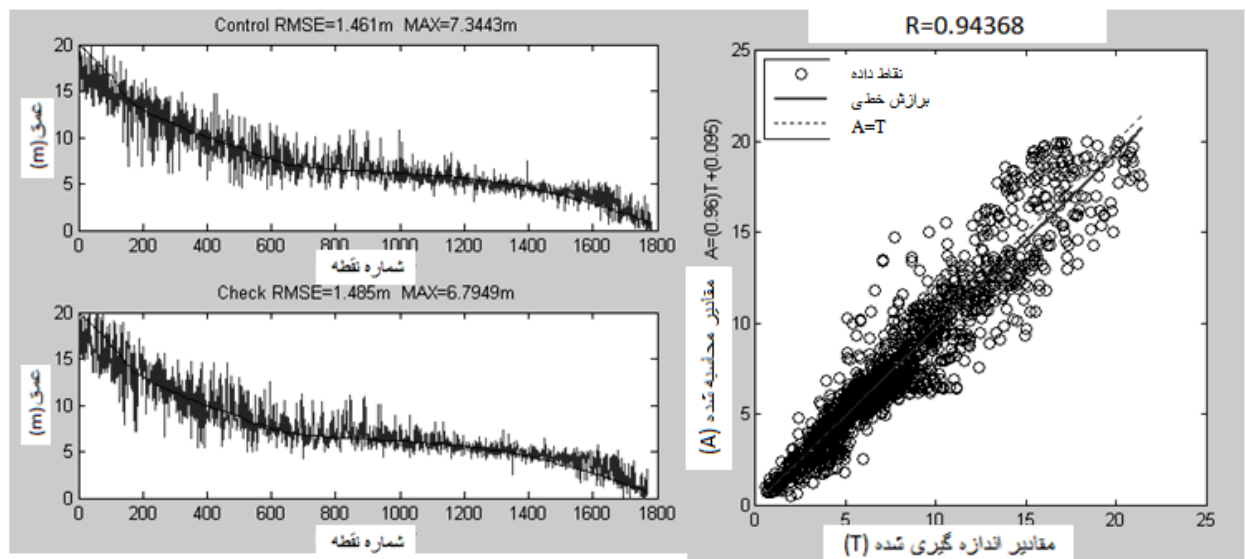 Control RMSE=1.461m MAX=7.3443m
20
15
10
5
0
عمق(m)
0 200 400 600 800 1000 1200 1400 1600 1800
شماره نقطه
Check RMSE=1.485m MAX=6.7949m
20
15
10
5
0
عمق(m)
0 200 400 600 800 1000 1200 1400 1600 1800
شماره نقطه
R=0.94368
25
20
15
10
5
0
نقاط داده
برازش خطی
A=T
A=(0.96)T+(0.095)
مقادیر محاسبه شده (A)
0 5 10 15 20 25
مقادیر اندازه گیری شده (T)